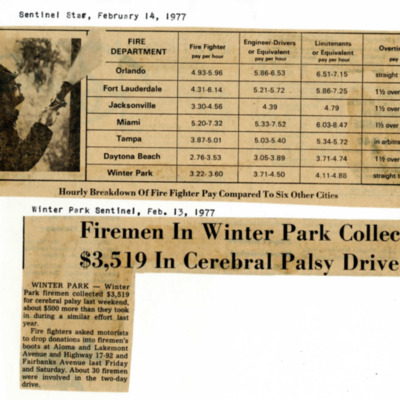 Sentinel Star, February 14, 1977
FIRE DEPARTMENT Fire Fighter pay per hour Engineer-Drivers or Equivalent pay per hour Lieutenants or Equivalent pay per hour Overti pay
Orlando 4.93-5.96 5.86-6.53 6.51-7.15 straight
Fort Lauderdale 4.31-6.14 5.21-5.72 5.86-7.25 1½ over
Jacksonville 3.30-4.56 4.39 4.79 1½ over
Miami 5.20-7.32 5.33-7.52 6.03-8.47 1½ over
Tampa 3.87-5.01 5.03-5.40 5.34-5.72 in arbitra
Daytona Beach 2.76-3.53 3.05-3.89 3.71-4.74 1½ over
Winter Park 3.22-3.60 3.71-4.50 4.11-4.88 straight
Hourly Breakdown Of Fire Fighter Pay Compared To Six Other Cities
Winter Park Sentinel, Feb. 13, 1977
Firemen In Winter Park Collec
$3,519 In Cerebral Palsy Drive
WINTER PARK — Winter
Park firemen collected $3,519
for cerebral palsy last weekend,
about $500 more than they took
in during a similar effort last
year.
Fire fighters asked motorists
to drop donations into firemen's
boots at Aloma and Lakemont
Avenue and Highway 17-92 and
Fairbanks Avenue last Friday
and Saturday. About 30 firemen
were involved in the two-day
drive.